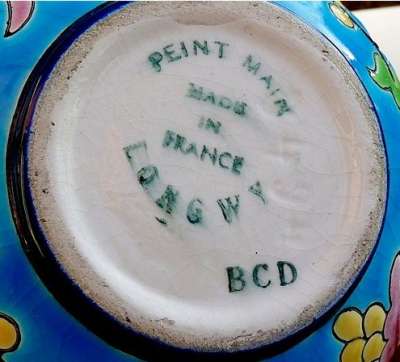 PEINT MAIN
MADE
IN
FRANCE
LONGWY
BCD